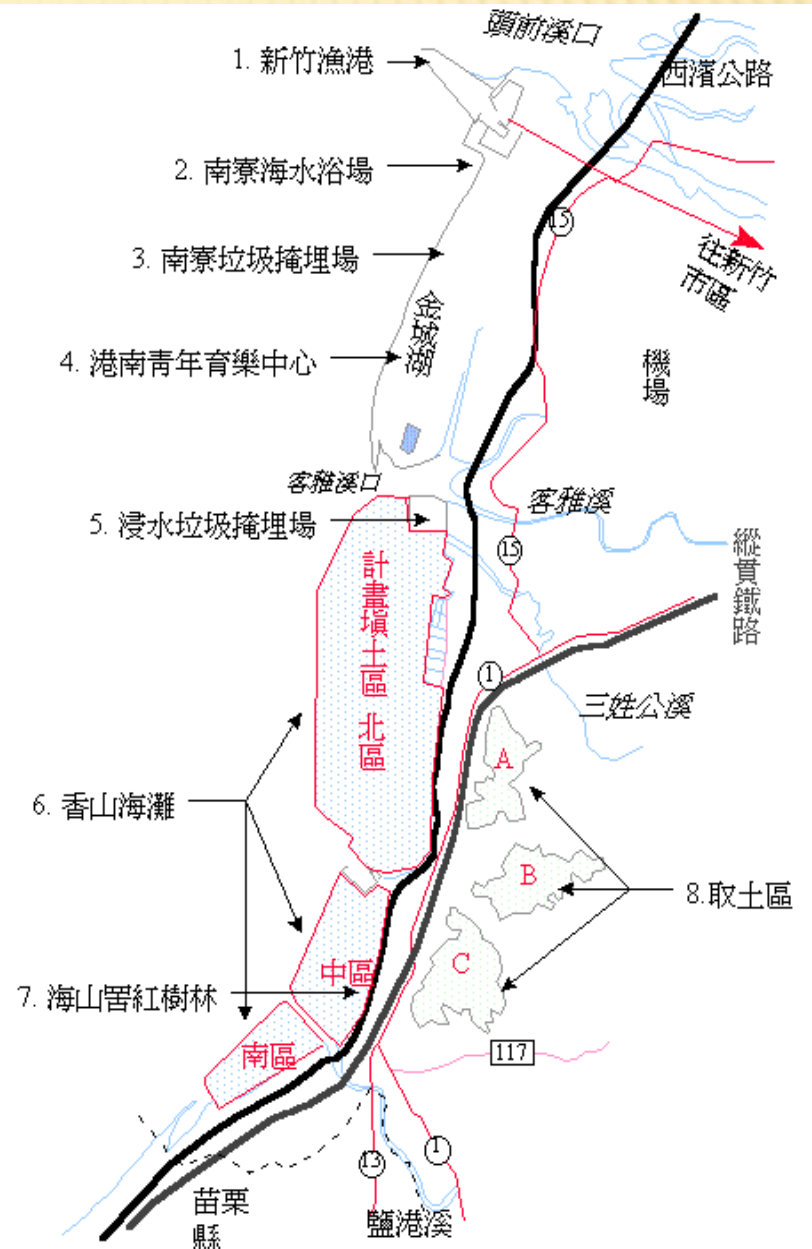 頭前溪口
1. 新竹漁港
西濱公路
2. 南寮海水浴場
15
往新竹
市區
3. 南寮垃圾掩埋場
金城湖
4. 港南青年育樂中心
機場
客雅溪口
客雅溪
5. 浸水垃圾掩埋場
15
縱貫鐵路
計畫填土區 北區
1
三姓公溪
A
6. 香山海灘
B
8.取土區
C
中區
7. 海山罟紅樹林
南區
117
13
1
苗栗
縣
鹽港溪